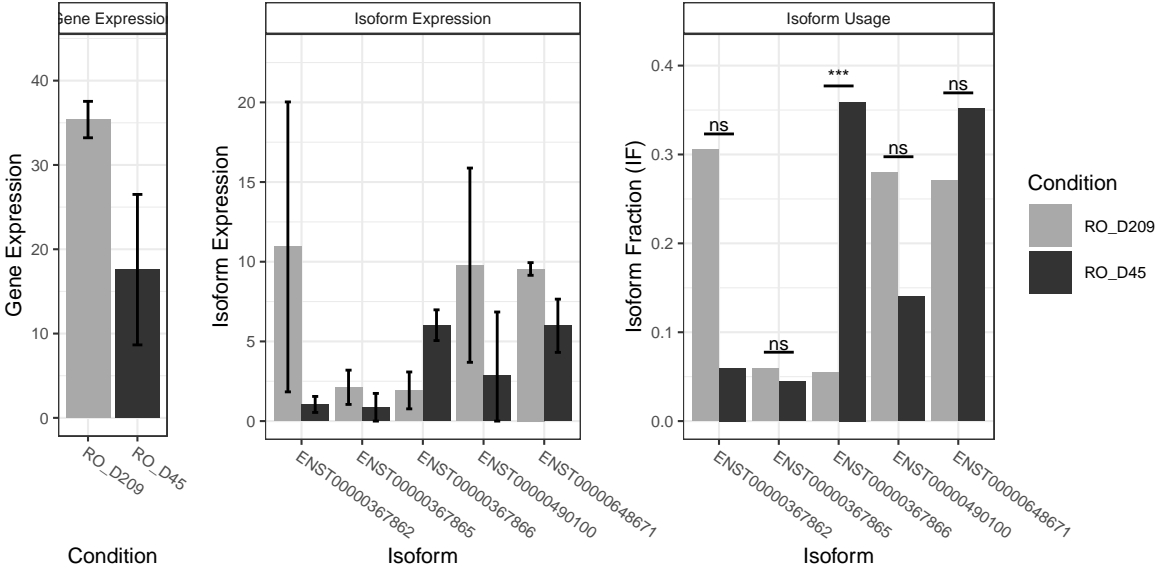 Gene Expression
Isoform Expression
Isoform Usage
Gene Expression
40
30
20
10
0
RO_D209
RO_D45
Condition
Isoform Expression
20
15
10
5
0
ENST00000367862
ENST00000367865
ENST00000367866
ENST00000490100
ENST00000648671
Isoform
Isoform Fraction (IF)
0.4
0.3
0.2
0.1
0.0
ns
ns
***
ns
ns
ENST00000367862
ENST00000367865
ENST00000367866
ENST00000490100
ENST00000648671
Isoform
Condition
RO_D209
RO_D45